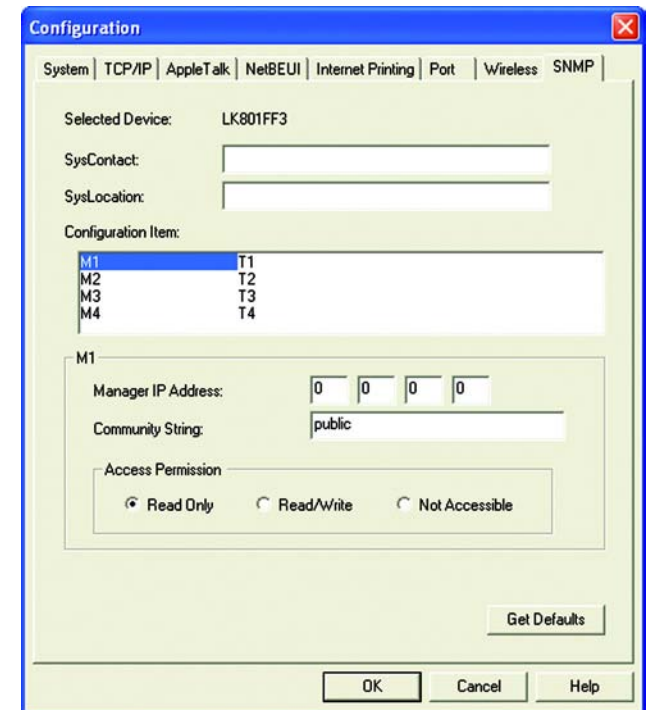 Configuration
System TCP/IP AppleTalk NetBEUI Internet Printing Port Wireless SNMP
Selected Device: LK801FF3
SysContact:
SysLocation:
Configuration Item:
M1 T1
M2 T2
M3 T3
M4 T4
M1
Manager IP Address: 0 0 0 0
Community String: public
Access Permission
Read Only Read/Write Not Accessible
Get Defaults
OK Cancel Help